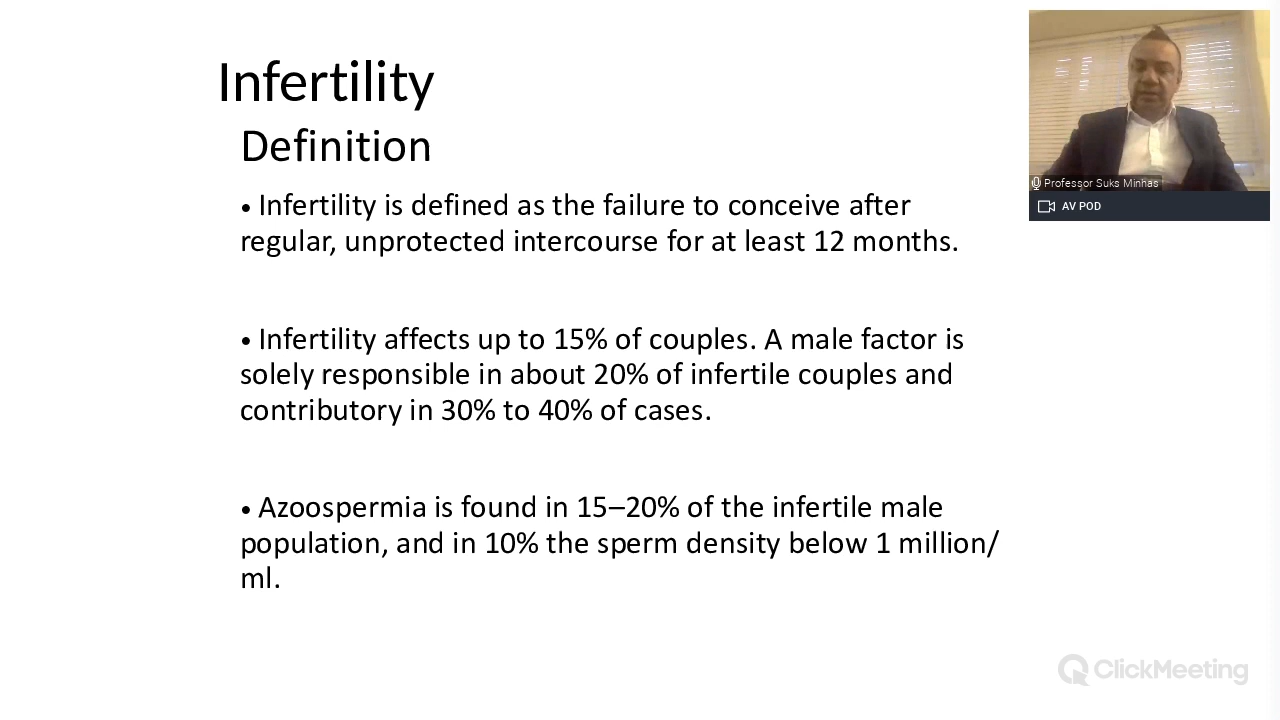 Infertility
Definition
• Infertility is defined as the failure to conceive after
regular, unprotected intercourse for at least 12 months.
• Infertility affects up to 15% of couples. A male factor is
solely responsible in about 20% of infertile couples and
contributory in 30% to 40% of cases.
• Azoospermia is found in 15–20% of the infertile male
population, and in 10% the sperm density below 1 million/
ml.
Professor Suks Minhas
AV POD
ClickMeeting